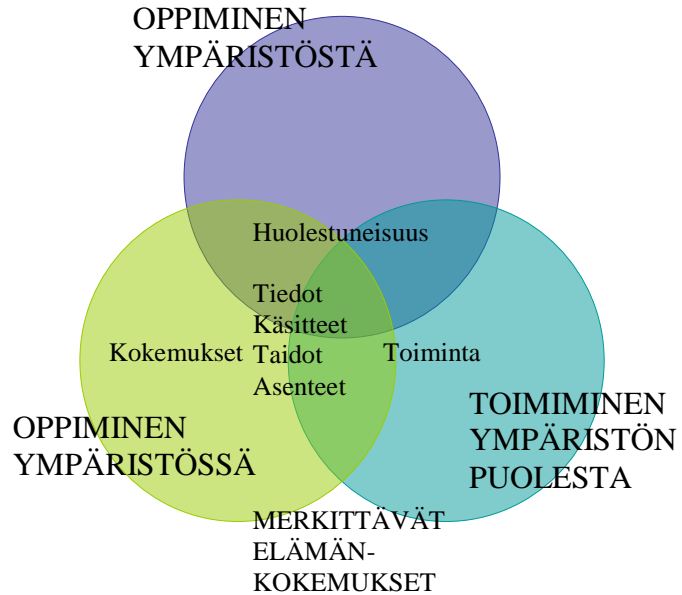 OPPIMINEN
YMPÄRISTÖSTÄ
Huolestuneisuus
Tiedot
Käsitteet
Taidot
Asenteet
Kokemukset
Toiminta
OPPIMINEN
YMPÄRISTÖSSÄ
TOIMIMINEN
YMPÄRISTÖN
PUOLESTA
MERKITTÄVÄT
ELÄMÄN-
KOKEMUKSET